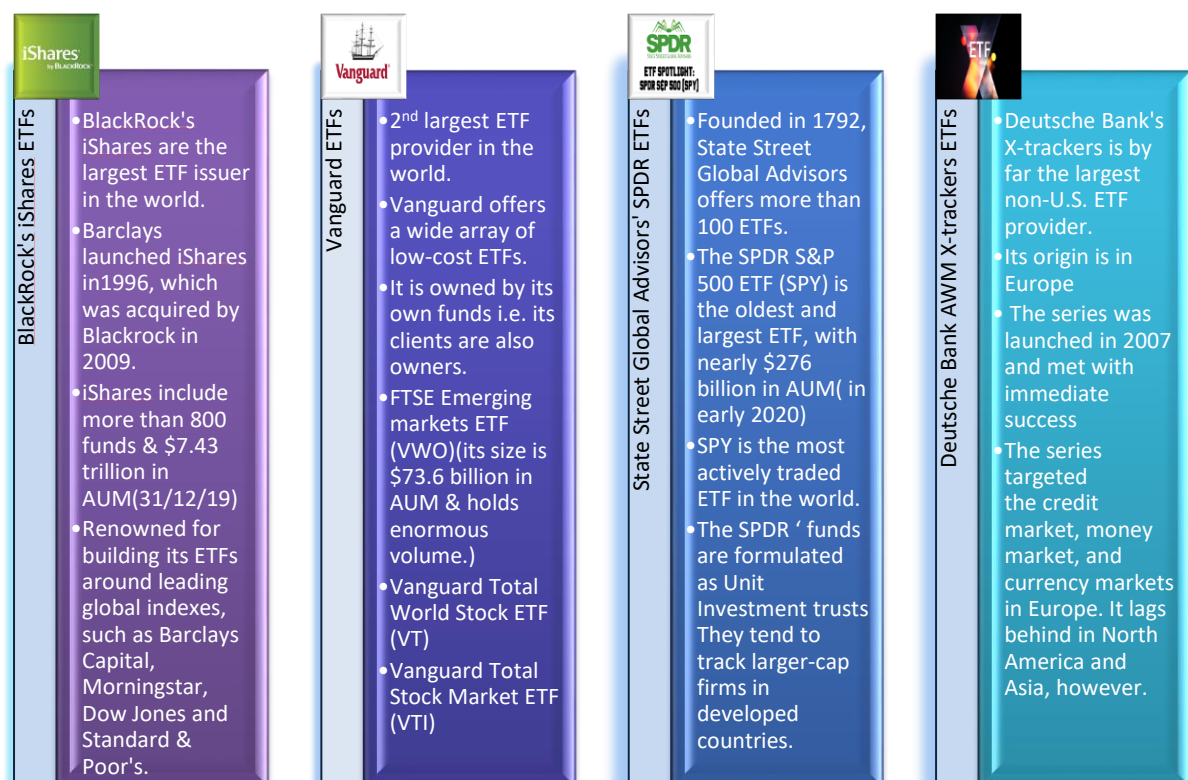 iShares
by BLACKROCK
BlackRock's iShares ETFs
•BlackRock's
iShares are the
largest ETF issuer
in the world.
•Barclays
launched iShares
in1996, which
was acquired by
Blackrock in
2009.
•iShares include
more than 800
funds & $7.43
trillion in
AUM(31/12/19)
•Renowned for
building its ETFs
around leading
global indexes,
such as Barclays
Capital,
Morningstar,
Dow Jones and
Standard &
Poor's.
Vanguard
Vanguard ETFs
•2nd largest ETF
provider in the
world.
•Vanguard offers
a wide array of
low-cost ETFs.
•It is owned by its
own funds i.e. its
clients are also
owners.
•FTSE Emerging
markets ETF
(VWO)(its size is
$73.6 billion in
AUM & holds
enormous
volume.)
•Vanguard Total
World Stock ETF
(VT)
•Vanguard Total
Stock Market ETF
(VTI)
SPDR
STATE STREET GLOBAL ADVISORS
ETF SPOTLIGHT:
SPDR S&P 500 (SPY)
State Street Global Advisors' SPDR ETFs
•Founded in 1792,
State Street
Global Advisors
offers more than
100 ETFs.
•The SPDR S&P
500 ETF (SPY) is
the oldest and
largest ETF, with
nearly $276
billion in AUM( in
early 2020)
•SPY is the most
actively traded
ETF in the world.
•The SPDR ‘ funds
are formulated
as Unit
Investment trusts
They tend to
track larger-cap
firms in
developed
countries.
ETF
X
Deutsche Bank AWM X-trackers ETFs
•Deutsche Bank's
X-trackers is by
far the largest
non-U.S. ETF
provider.
•Its origin is in
Europe
• The series was
launched in 2007
and met with
immediate
success
•The series
targeted
the credit
market, money
market, and
currency markets
in Europe. It lags
behind in North
America and
Asia, however.